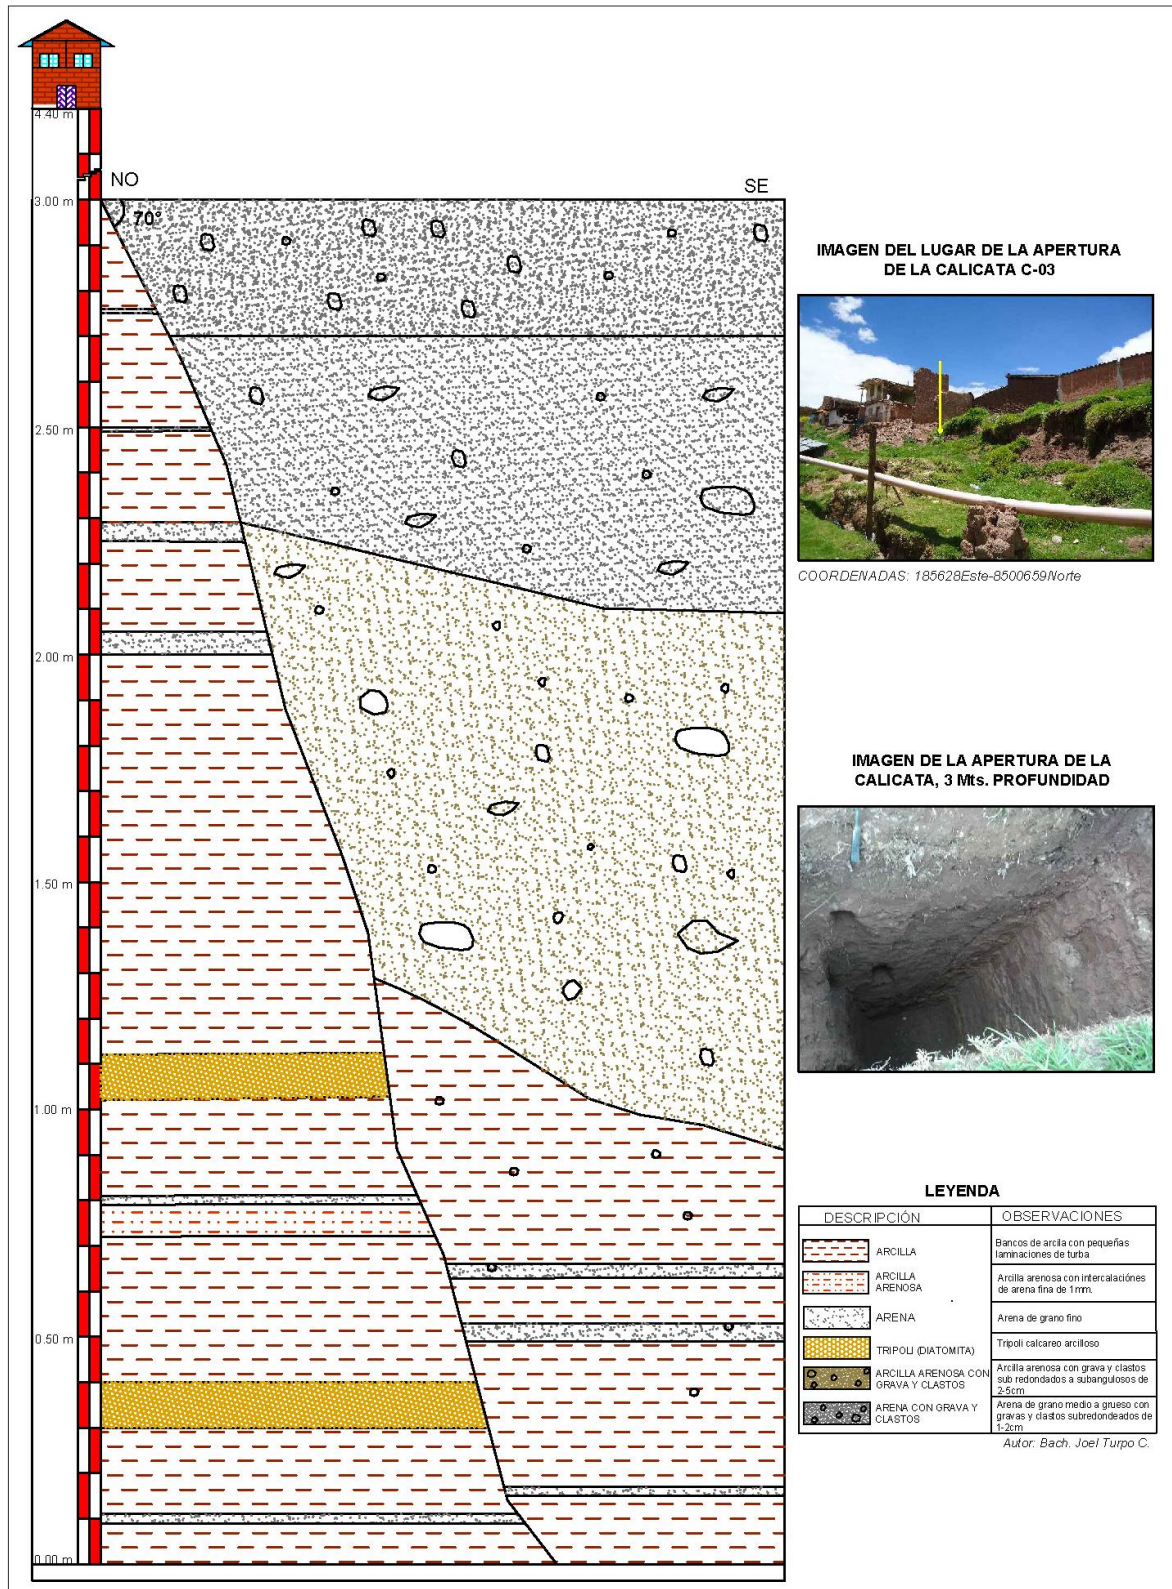 4.40 m
NO
SE
3.00 m
70°
2.50 m
2.00 m
1.50 m
1.00 m
0.50 m
0.00 m
IMAGEN DEL LUGAR DE LA APERTURA
DE LA CALICATA C-03
COORDENADAS: 185628Este-8500659Norte
IMAGEN DE LA APERTURA DE LA
CALICATA, 3 Mts. PROFUNDIDAD
LEYENDA
DESCRIPCIÓN
OBSERVACIONES
ARCILLA
Bancos de arcila con pequeñas
laminaciones de turba
ARCILLA
ARENOSA
Arcilla arenosa con intercalaciónes
de arena fina de 1mm.
ARENA
Arena de grano fino
TRIPOLI (DIATOMITA)
Tripoli calcareo arcilloso
ARCILLA ARENOSA CON
GRAVA Y CLASTOS
Arcilla arenosa con grava y clastos
sub redondados a subangulosos de
2-5cm
ARENA CON GRAVA Y
CLASTOS
Arena de grano medio a grueso con
gravas y clastos subredondeados de
1-2cm
Autor: Bach. Joel Turpo C.